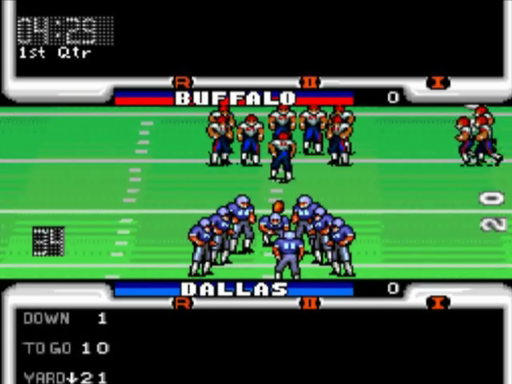 04:29
1st Qtr
R II I
BUFFALO 0
20
DALLAS 0
R II I
DOWN 1
TO GO 10
YARD↓21